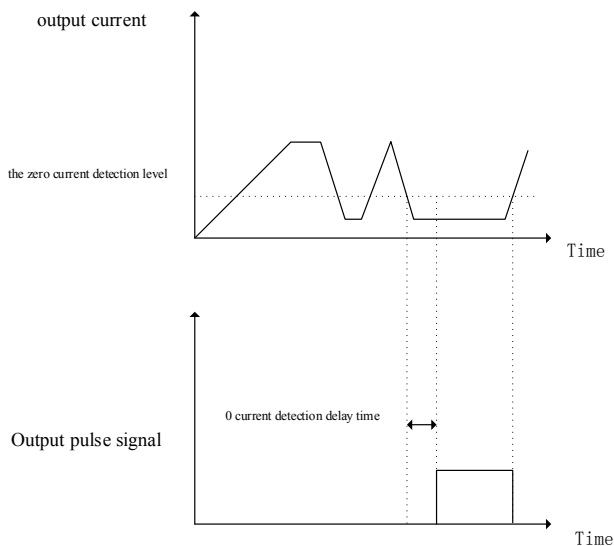 output current
the zero current detection level
Time
0 current detection delay time
Output pulse signal
Time